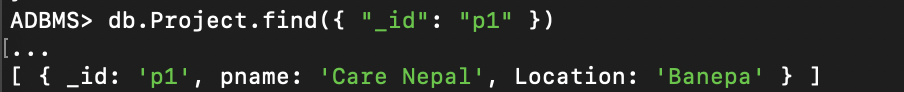 ADBMS> db.Project.find({ "_id": "p1" })
...
[ { _id: 'p1', pname: 'Care Nepal', Location: 'Banepa' } ]